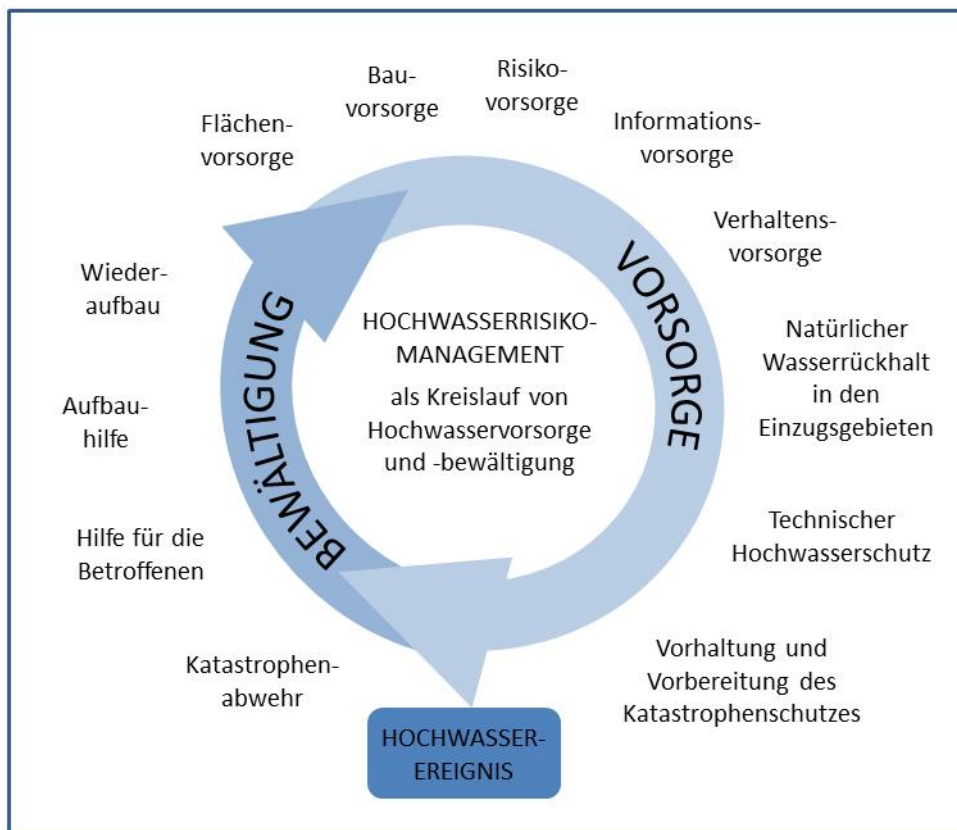 Bau-
vorsorge
Risiko-
vorsorge
Flächen-
vorsorge
Informations-
vorsorge
Verhaltens-
vorsorge
Wieder-
aufbau
VORSORGE
BEWÄLTIGUNG
HOCHWASSERRISIKO-
MANAGEMENT
als Kreislauf von
Hochwasservorsorge
und -bewältigung
Natürlicher
Wasserrückhalt
in den
Einzugsgebieten
Aufbau-
hilfe
Technischer
Hochwasserschutz
Hilfe für die
Betroffenen
Vorhaltung und
Vorbereitung des
Katastrophenschutzes
Katastrophen-
abwehr
HOCHWASSER-
EREIGNIS